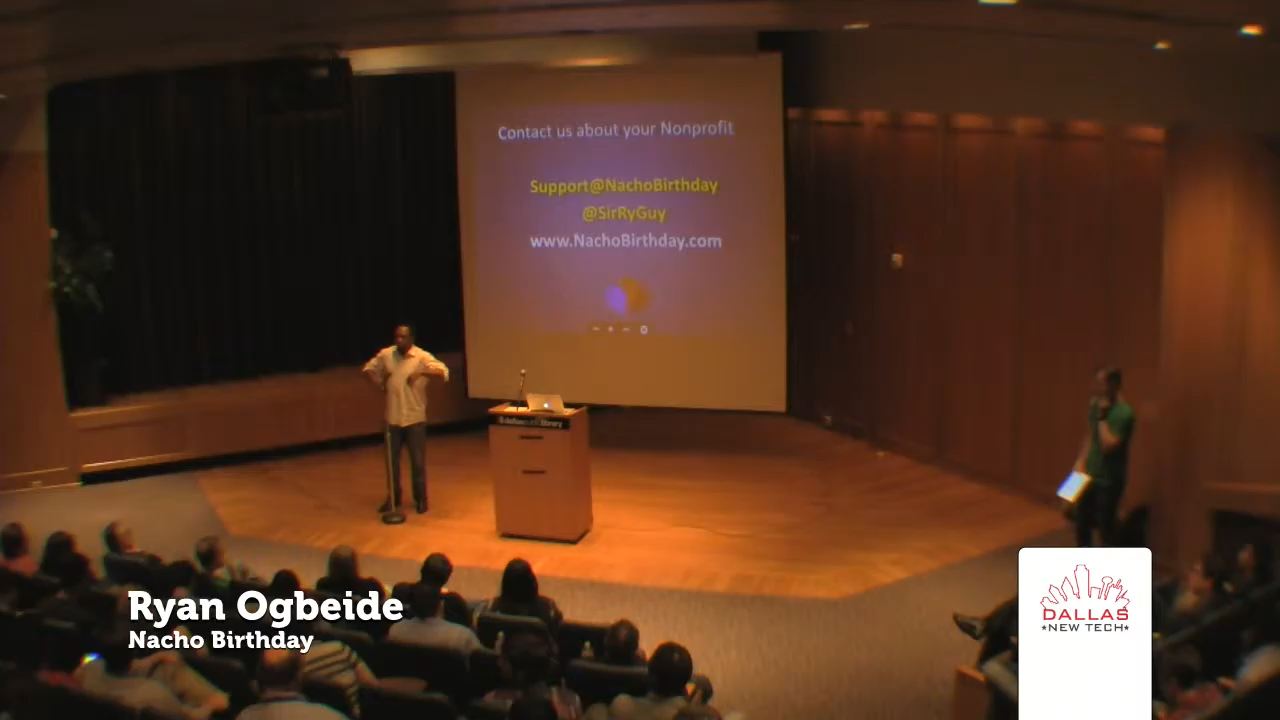 Contact us about your Nonprofit
Support@NachoBirthday
@SirRyGuy
www.NachoBirthday.com
Ryan Ogbeide
Nacho Birthday
DALLAS
★NEW TECH★